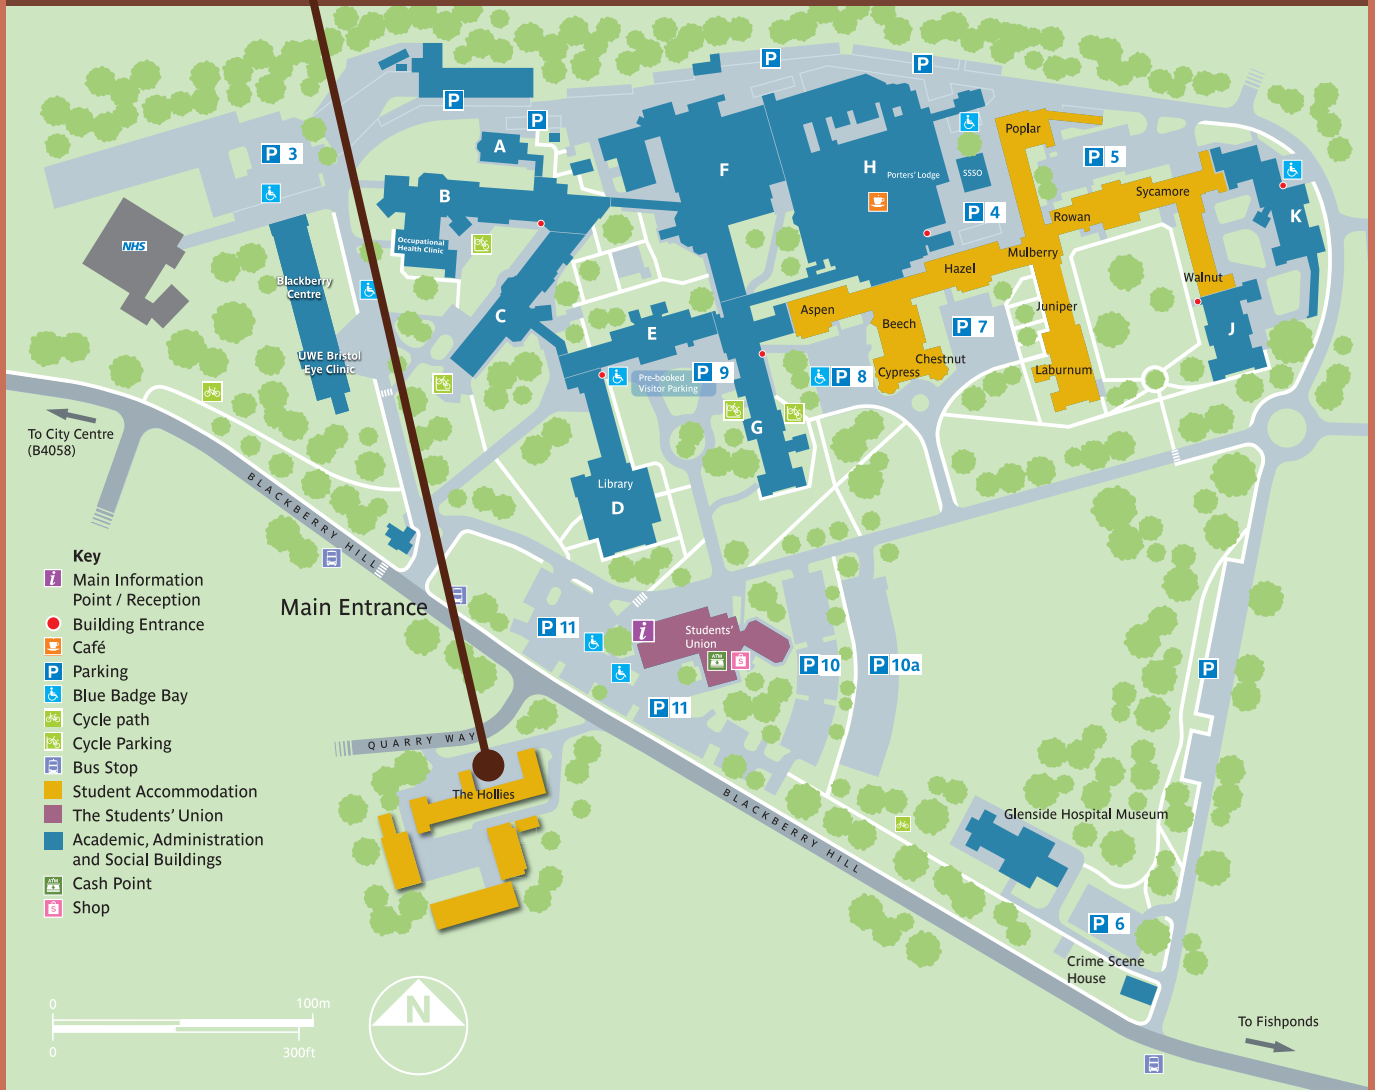 P
P
P
P
A
P 3
B
Occupational
Health Clinic
NHS
Blackberry
Centre
UWE Bristol
Eye Clinic
C
E
F
H
Porters' Lodge
SSSO
P 4
Poplar
P 5
Sycamore
Rowan
K
Mulberry
Hazel
Walnut
Aspen
Juniper
Beech
P 7
J
Chestnut
Cypress
Laburnum
Pre-booked
Visitor Parking
P 9
P 8
G
Library
D
To City Centre
(B4058)
BLACKBERRY HILL
Main Entrance
Key
i Main Information
Point / Reception
Building Entrance
Café
P Parking
Blue Badge Bay
Cycle path
Cycle Parking
Bus Stop
Student Accommodation
The Students' Union
Academic, Administration
and Social Buildings
ATM Cash Point
S Shop
P 11
i
Students'
Union
ATM
S
P 10
P 10a
P
P 11
QUARRY WAY
The Hollies
BLACKBERRY HILL
Glenside Hospital Museum
P 6
Crime Scene
House
To Fishponds
0 100m
0 300ft
N